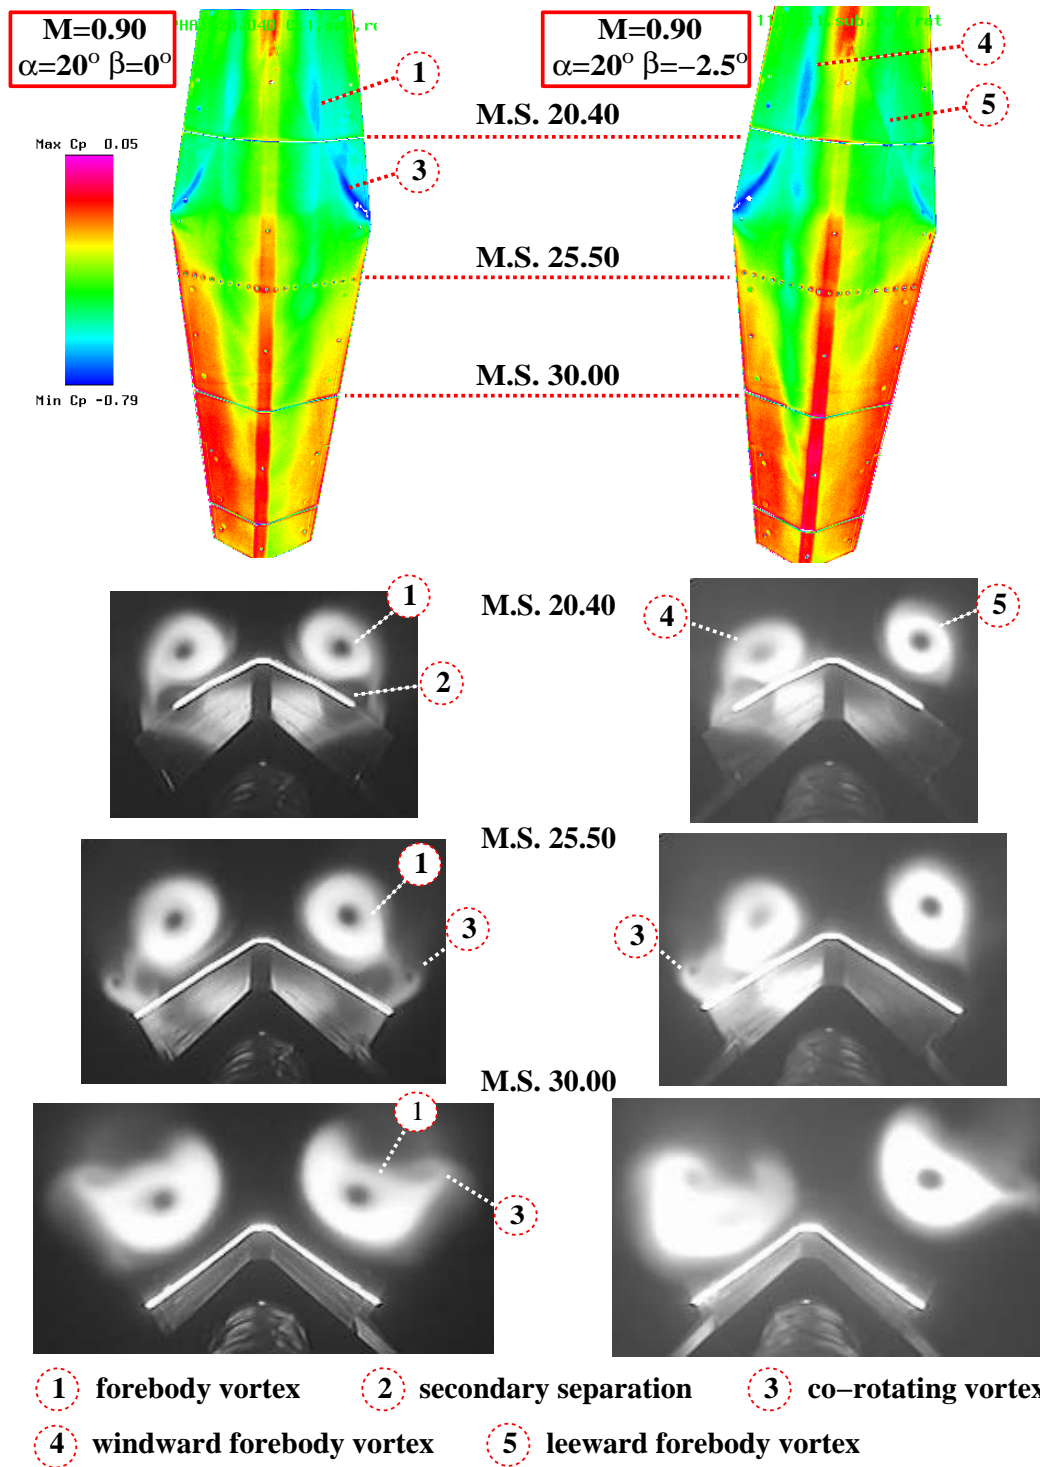 M=0.90
α=20° β=0°
M=0.90
α=20° β=−2.5°
1
4
5
M.S. 20.40
Max Cp 0.05
3
M.S. 25.50
M.S. 30.00
Min Cp -0.79
1
M.S. 20.40
4
5
2
M.S. 25.50
1
3
3
M.S. 30.00
1
3
1 forebody vortex
2 secondary separation
3 co−rotating vortex
4 windward forebody vortex
5 leeward forebody vortex